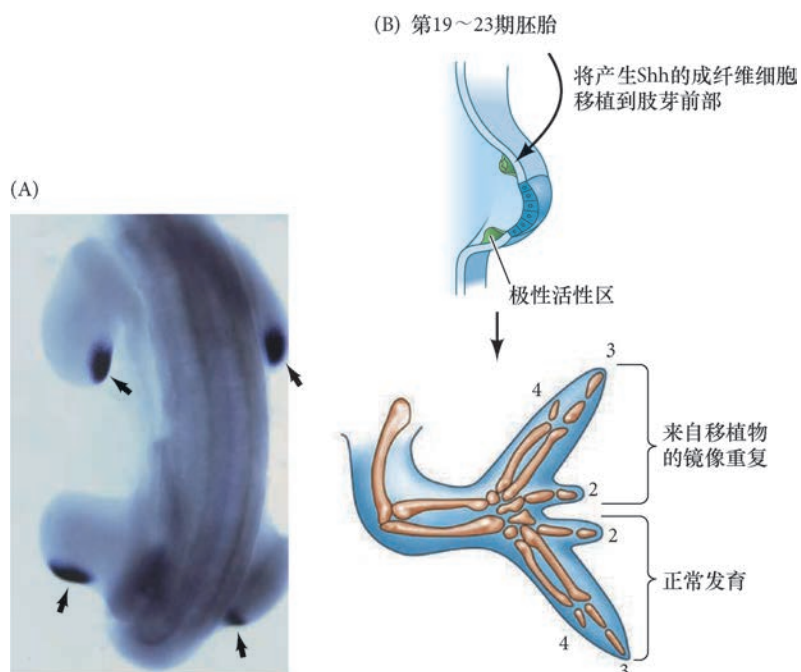 (B) 第19～23期胚胎
将产生Shh的成纤维细胞
移植到肢芽前部
(A)
极性活性区
3
4
来自移植物
的镜像重复
2
2
正常发育
4
3